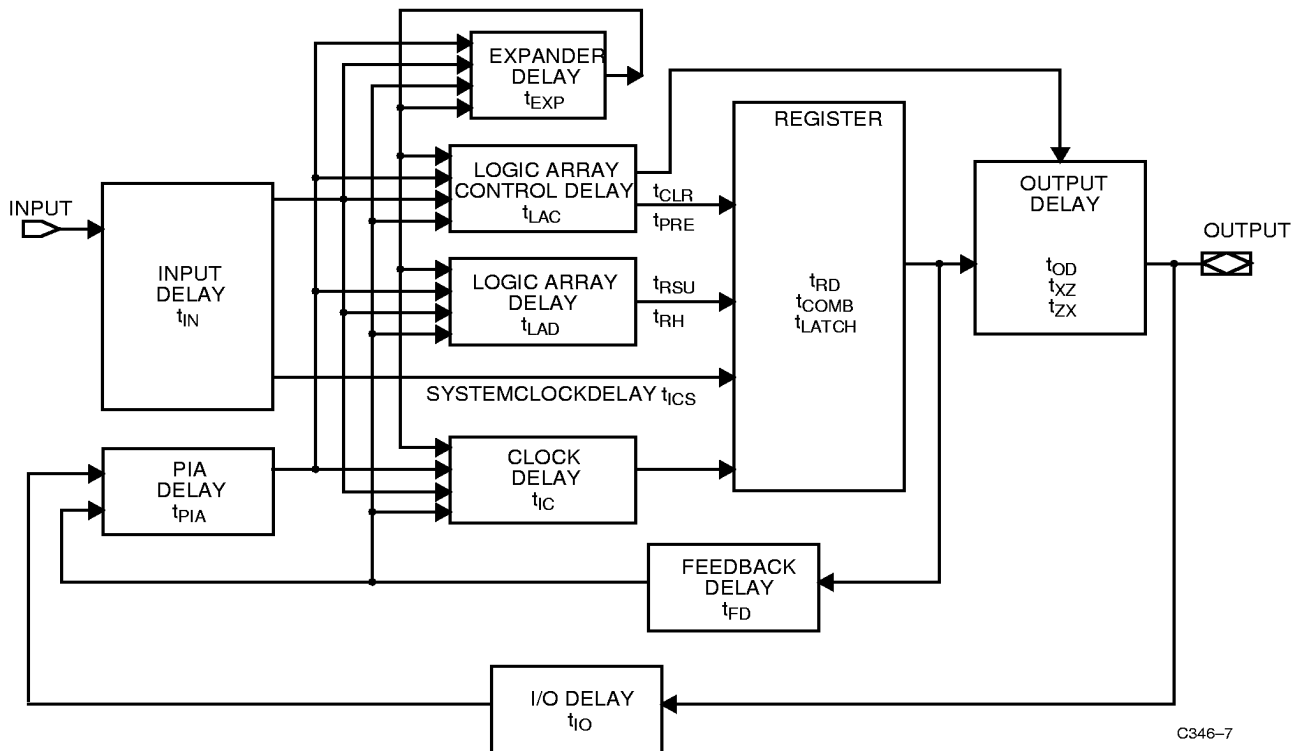 EXPANDER
DELAY
tEXP
REGISTER
LOGIC ARRAY
CONTROL DELAY
tLAC
tCLR
tPRE
OUTPUT
DELAY
tOD
tXZ
tZX
INPUT
OUTPUT
INPUT
DELAY
tIN
LOGIC ARRAY
DELAY
tLAD
tRSU
tRH
tRD
tCOMB
tLATCH
SYSTEMCLOCKDELAY tICS
PIA
DELAY
tPIA
CLOCK
DELAY
tIC
FEEDBACK
DELAY
tFD
I/O DELAY
tIO
C346–7